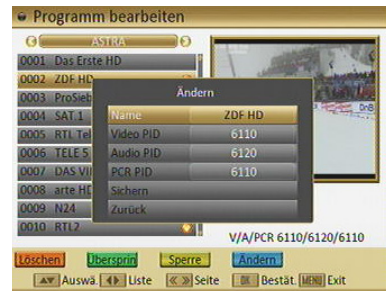 Programm bearbeiten
ASTRA
0001 Das Erste HD
0002 ZDF HD
0003 ProSieb
0004 SAT.1
0005 RTL Tel
0006 TELE 5
0007 DAS VI
0008 arte HD
0009 N24
0010 RTL2
Ändern
Name ZDF HD
Video PID 6110
Audio PID 6120
PCR PID 6110
Sichern
Zurück
DnB
V/A/PCR 6110/6120/6110
Löschen Übersprin Sperre Ändern
Auswä. Liste Seite OK Bestät. MENU Exit